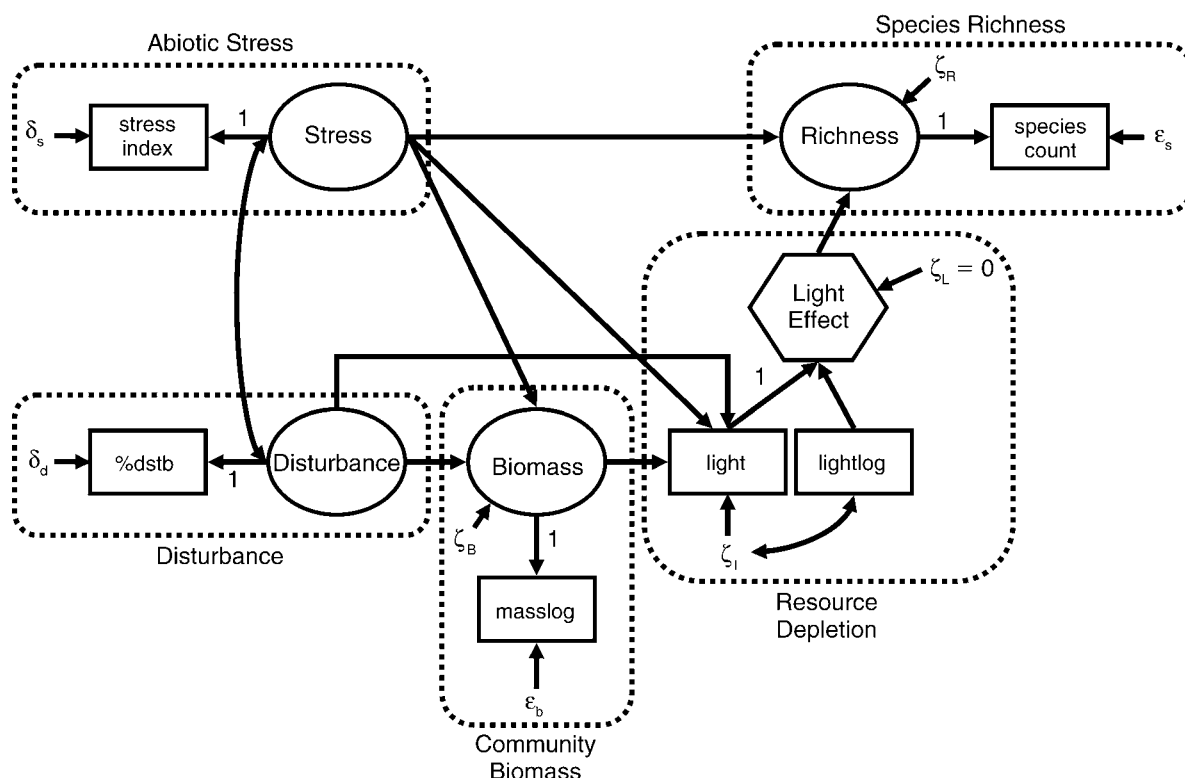 Abiotic Stress
Species Richness
δs
stress
index
1
Stress
Richness
ζR
1
species
count
εs
Light
Effect
ζL = 0
1
δd
%dstb
1
Disturbance
Biomass
light
lightlog
ζB
1
ζl
Disturbance
masslog
εb
Resource
Depletion
Community
Biomass